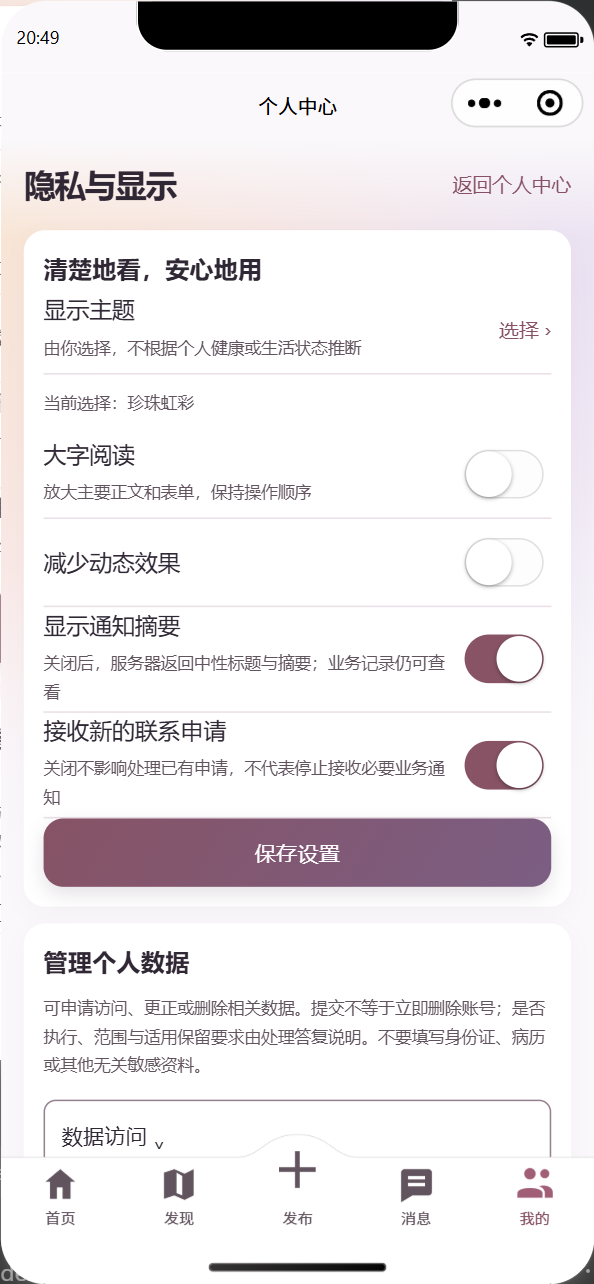 20:49
个人中心
隐私与显示
返回个人中心
清楚地看，安心地用
显示主题
由你选择，不根据个人健康或生活状态推断
选择 ›
当前选择：珍珠虹彩
大字阅读
放大主要正文和表单，保持操作顺序
减少动态效果
显示通知摘要
关闭后，服务器返回中性标题与摘要；业务记录仍可查
看
接收新的联系申请
关闭不影响处理已有申请，不代表停止接收必要业务通
知
保存设置
管理个人数据
可申请访问、更正或删除相关数据。提交不等于立即删除账号；是否
执行、范围与适用保留要求由处理答复说明。不要填写身份证、病历
或其他无关敏感资料。
数据访问
首页
发现
发布
消息
我的